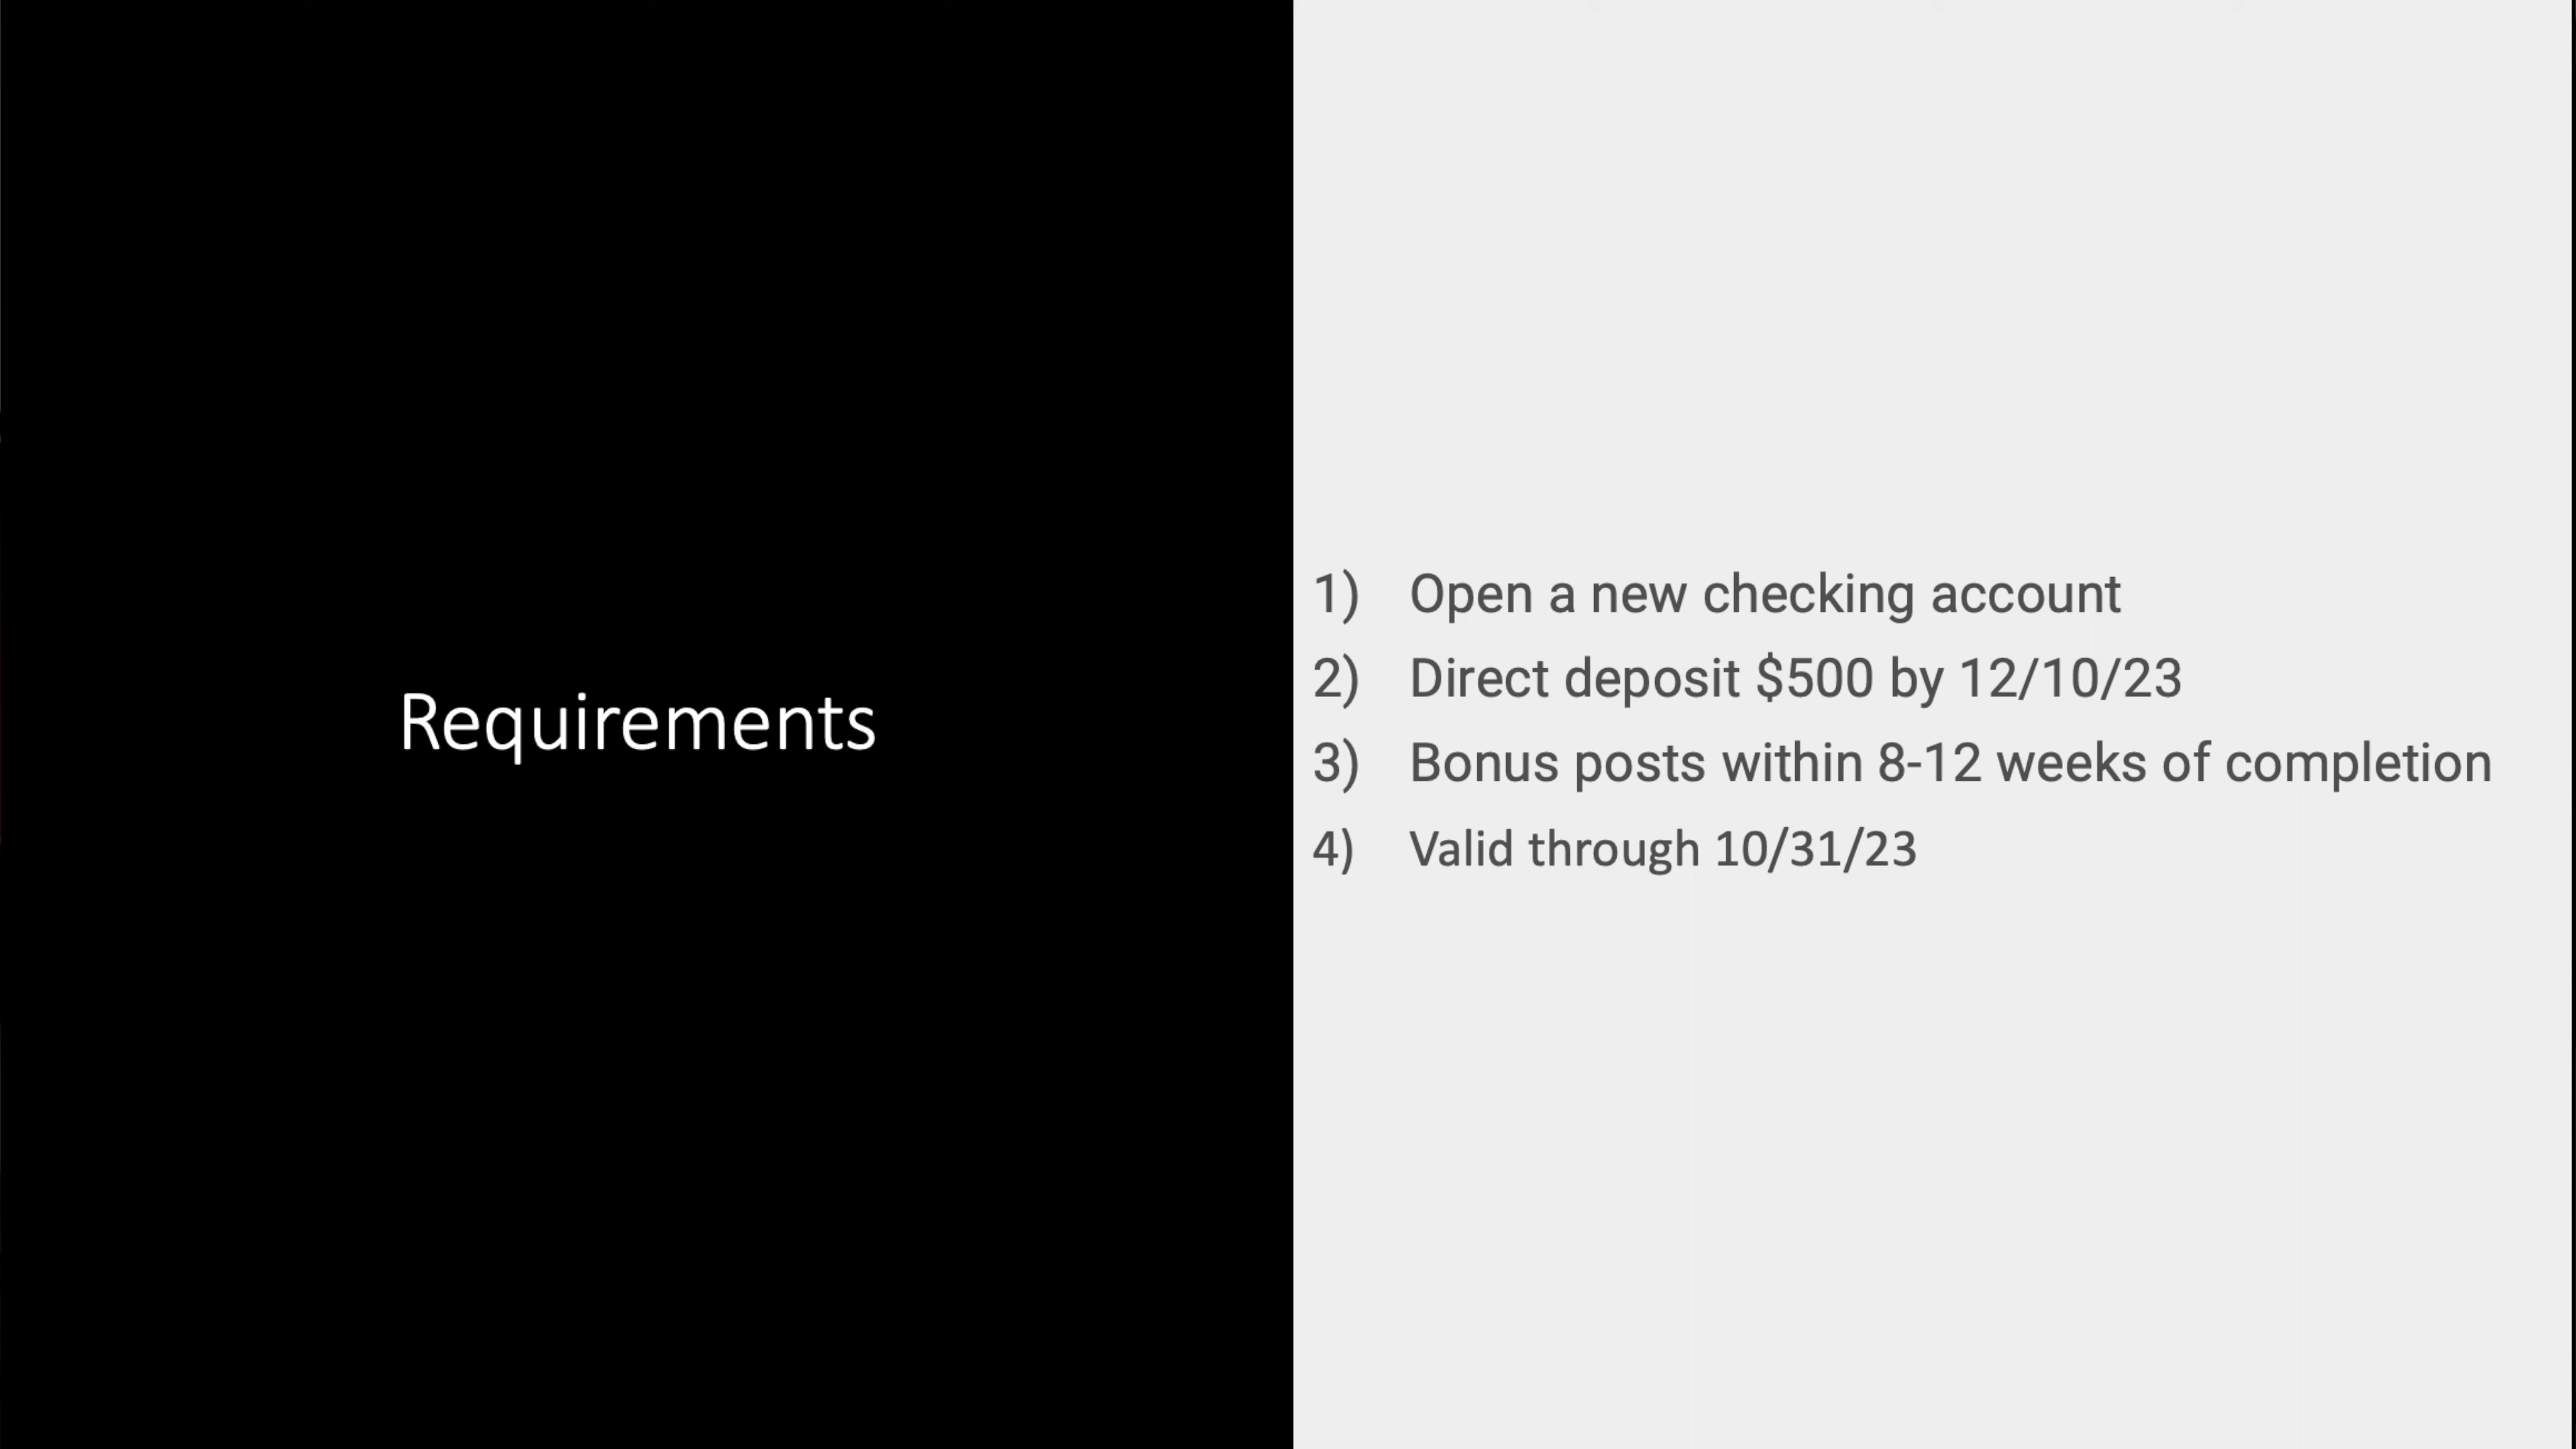 Requirements
1) Open a new checking account
2) Direct deposit $500 by 12/10/23
3) Bonus posts within 8-12 weeks of completion
4) Valid through 10/31/23